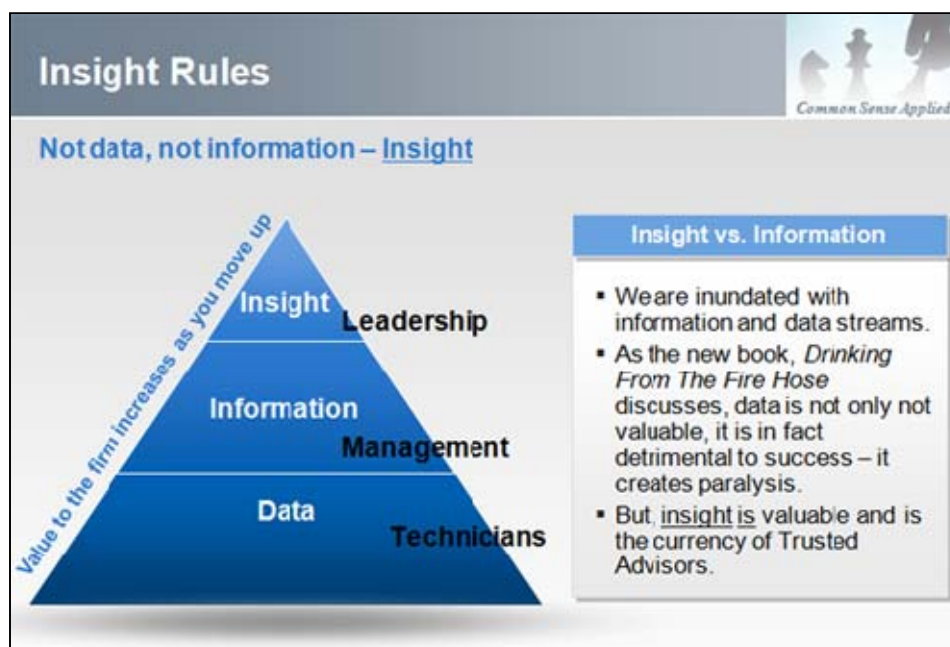 Insight Rules
Common Sense Applied
Not data, not information – Insight
Value to the firm increases as you move up
Insight
Leadership
Information
Management
Data
Technicians
Insight vs. Information
▪ We are inundated with
information and data streams.
▪ As the new book, Drinking
From The Fire Hose
discusses, data is not only not
valuable, it is in fact
detrimental to success – it
creates paralysis.
▪ But, insight is valuable and is
the currency of Trusted
Advisors.